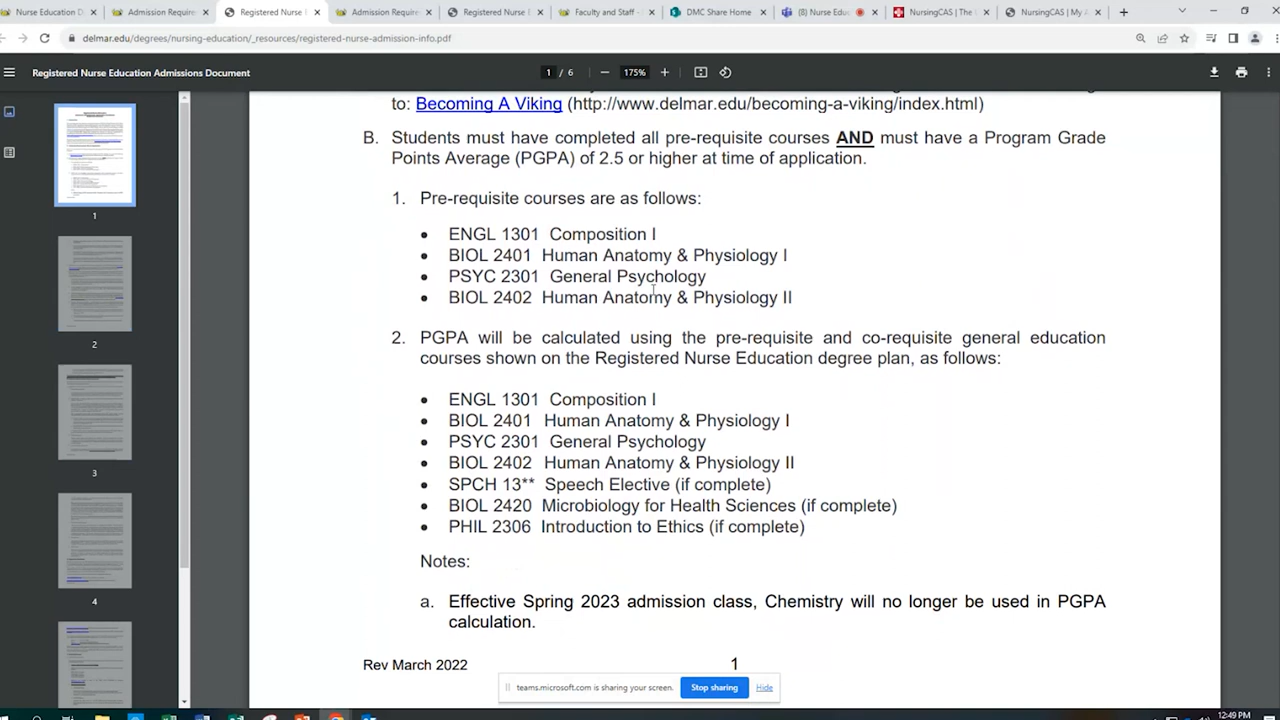 Nurse Education D
Admission Require
Registered Nurse
Admission Require
Registered Nurse
Faculty and Staff -
DMC Share Home
(8) Nurse Educ
NursingCAS | The
NursingCAS | My A
delmar.edu/degrees/nursing-education/_resources/registered-nurse-admission-info.pdf
Registered Nurse Education Admissions Document
1 / 6
175%
to: Becoming A Viking (http://www.delmar.edu/becoming-a-viking/index.html)
B. Students must have completed all pre-requisite courses AND must have a Program Grade
Points Average (PGPA) of 2.5 or higher at time of application.
1. Pre-requisite courses are as follows:
• ENGL 1301 Composition I
• BIOL 2401 Human Anatomy & Physiology I
• PSYC 2301 General Psychology
• BIOL 2402 Human Anatomy & Physiology II
2. PGPA will be calculated using the pre-requisite and co-requisite general education
courses shown on the Registered Nurse Education degree plan, as follows:
• ENGL 1301 Composition I
• BIOL 2401 Human Anatomy & Physiology I
• PSYC 2301 General Psychology
• BIOL 2402 Human Anatomy & Physiology II
• SPCH 13** Speech Elective (if complete)
• BIOL 2420 Microbiology for Health Sciences (if complete)
• PHIL 2306 Introduction to Ethics (if complete)
Notes:
a. Effective Spring 2023 admission class, Chemistry will no longer be used in PGPA
calculation.
Rev March 2022
1
1
2
3
4
teams.microsoft.com is sharing your screen.
Stop sharing
Hide
12:49 PM